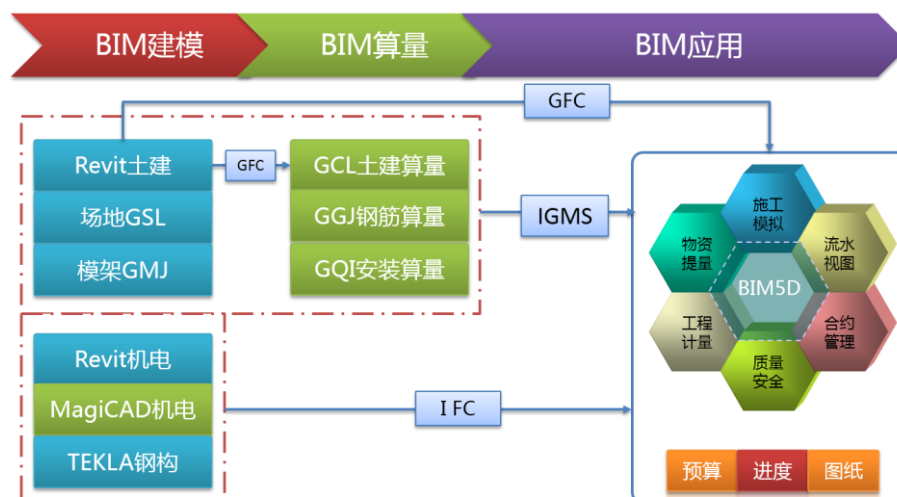 BIM建模
BIM算量
BIM应用
GFC
Revit土建
GFC
GCL土建算量
场地GSL
GGJ钢筋算量
模架GMJ
GQI安装算量
IGMS
施工
模拟
物资
提量
流水
视图
BIM5D
工程
计量
合约
管理
质量
安全
Revit机电
MagiCAD机电
I FC
TEKLA钢构
预算
进度
图纸